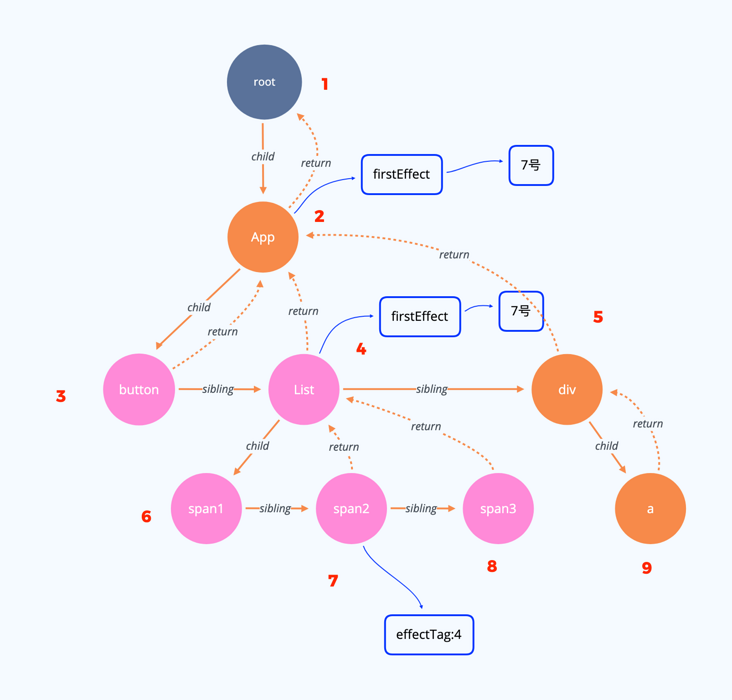 root
1
child
return
firstEffect
7号
2
App
return
child
return
return
firstEffect
7号
5
4
3
button
sibling
List
sibling
div
child
return
return
child
return
6
span1
sibling
span2
sibling
span3
a
7
8
9
effectTag:4